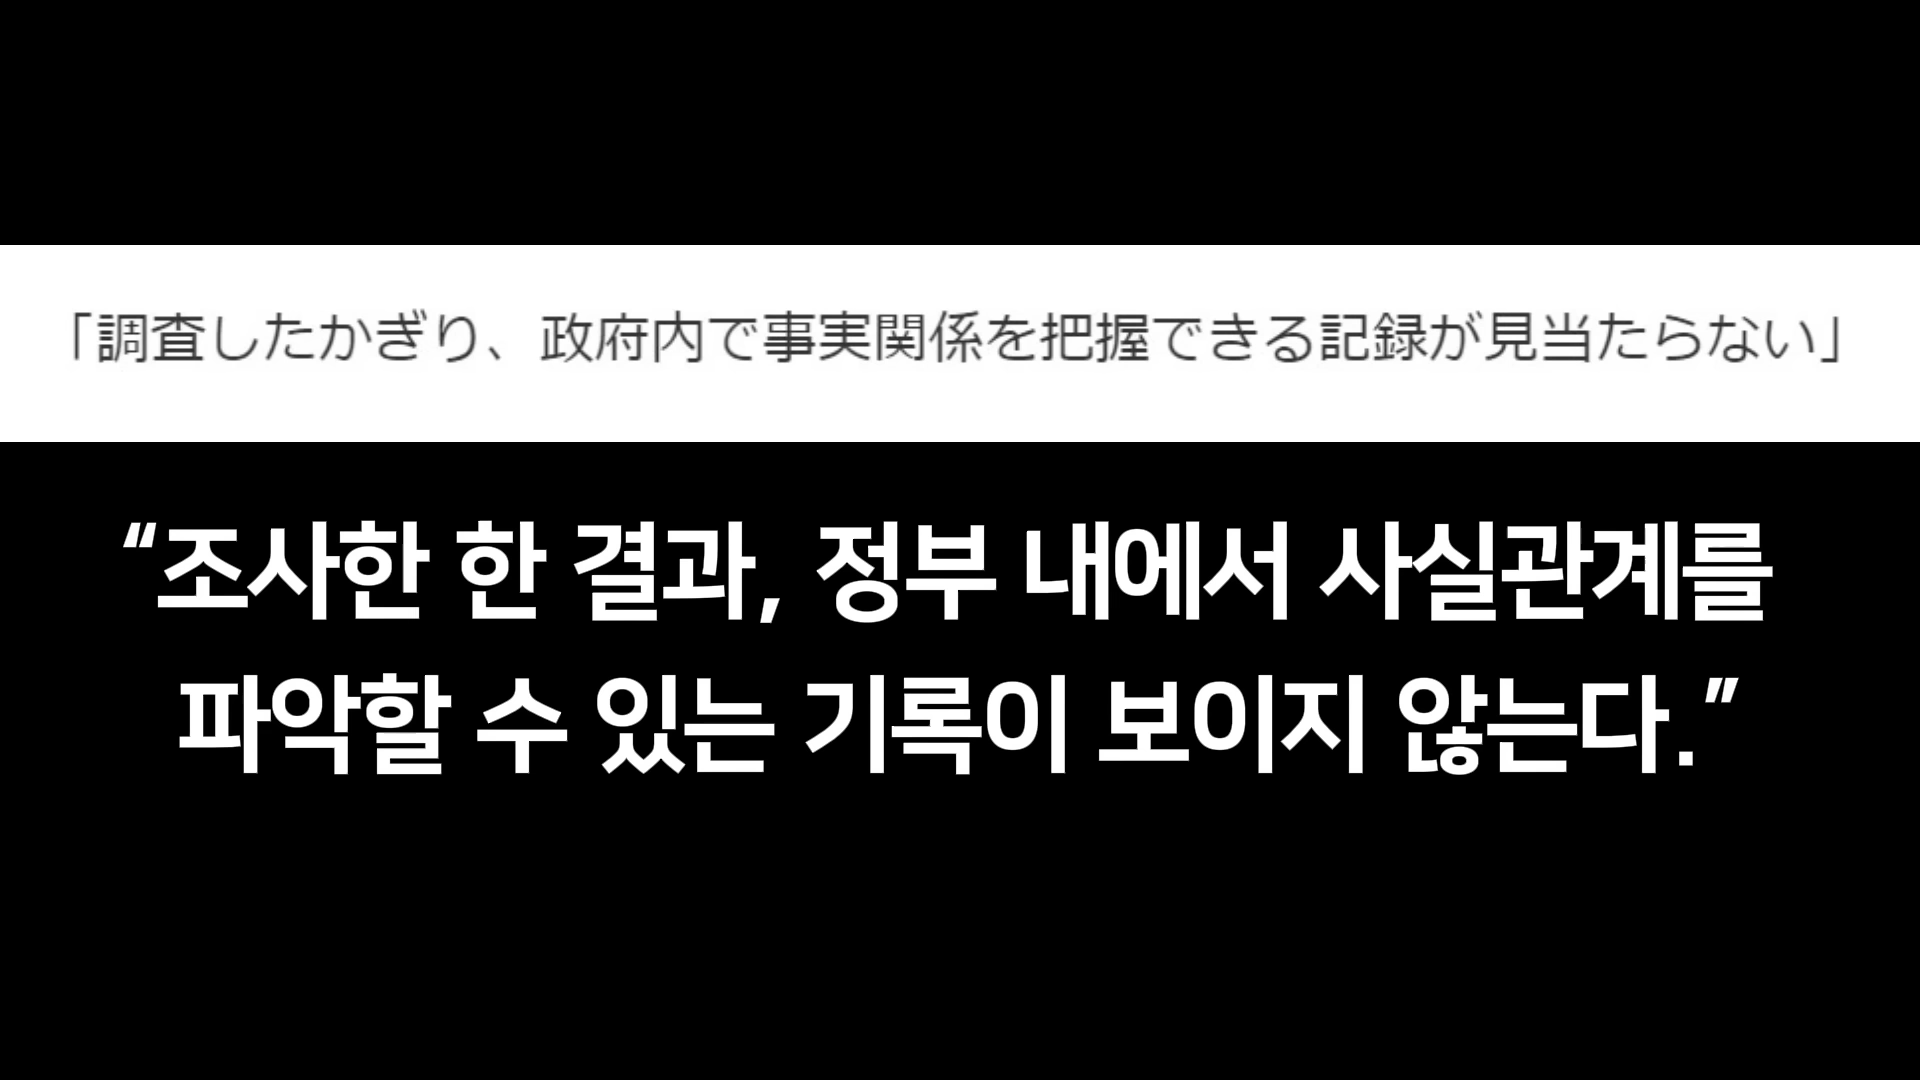 「調査したかぎり、政府内で事実関係を把握できる記録が見当たらない」
“조사한 한 결과, 정부 내에서 사실관계를
파악할 수 있는 기록이 보이지 않는다.”